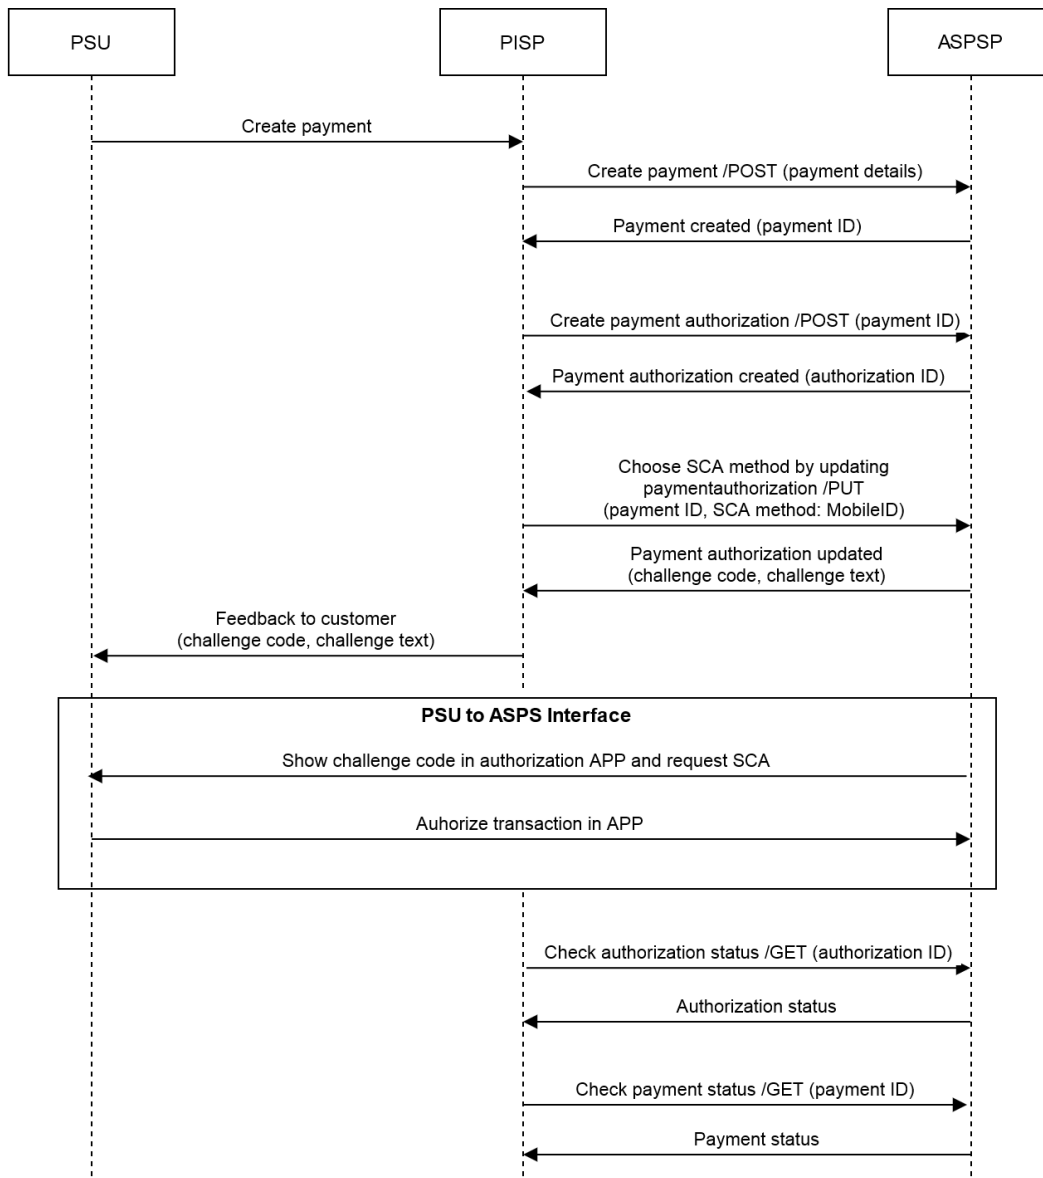 PSU
PISP
ASPSP
Create payment
Create payment /POST (payment details)
Payment created (payment ID)
Create payment authorization /POST (payment ID)
Payment authorization created (authorization ID)
Choose SCA method by updating
paymentauthorization /PUT
(payment ID, SCA method: MobileID)
Payment authorization updated
(challenge code, challenge text)
Feedback to customer
(challenge code, challenge text)
PSU to ASPS Interface
Show challenge code in authorization APP and request SCA
Auhorize transaction in APP
Check authorization status /GET (authorization ID)
Authorization status
Check payment status /GET (payment ID)
Payment status